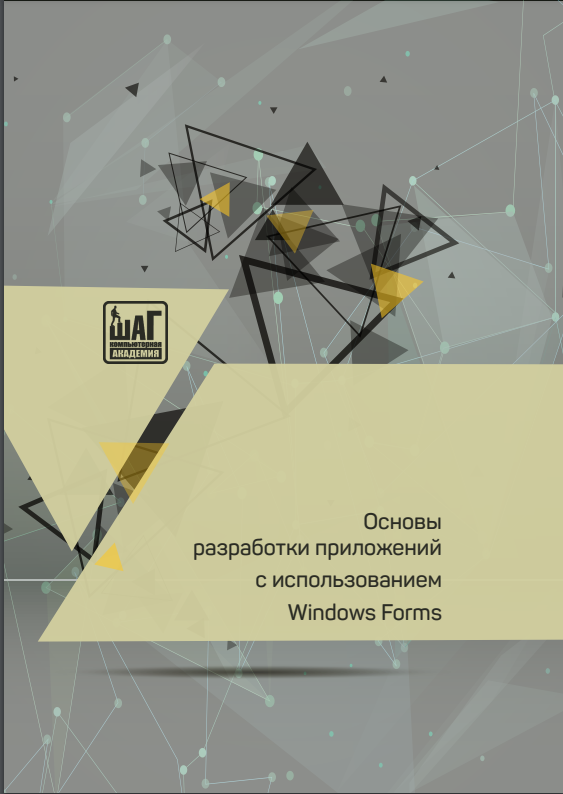 шАГ
компьютерная
АКАДЕМИЯ
Основы
разработки приложений
с использованием
Windows Forms